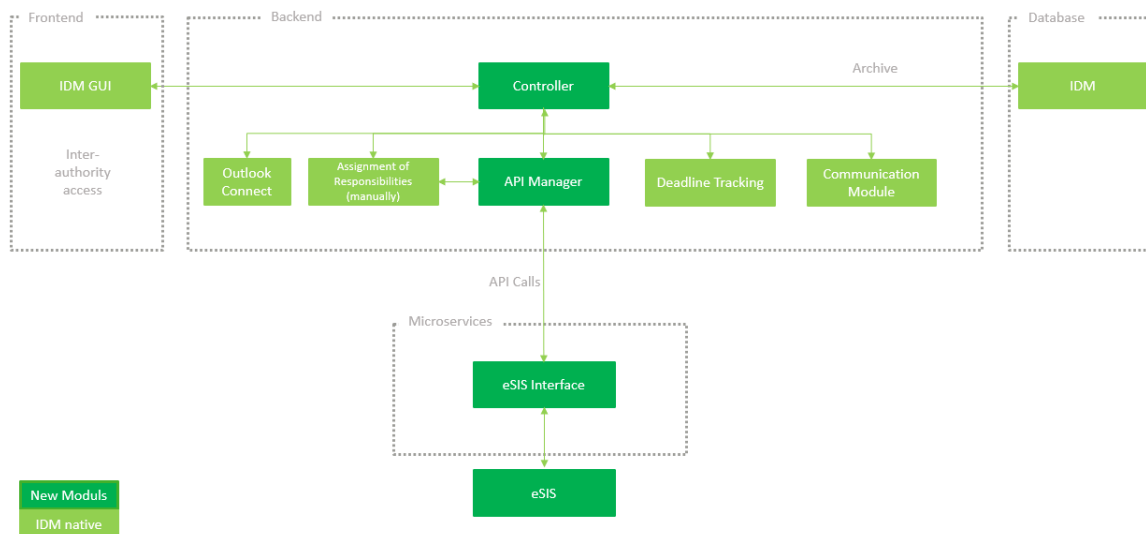 Frontend
Backend
Database
IDM GUI
Controller
Archive
IDM
Inter-
authority
access
Outlook
Connect
Assignment of
Responsibilities
(manually)
API Manager
Deadline Tracking
Communication
Module
API Calls
Microservices
eSIS Interface
eSIS
New Moduls
IDM native